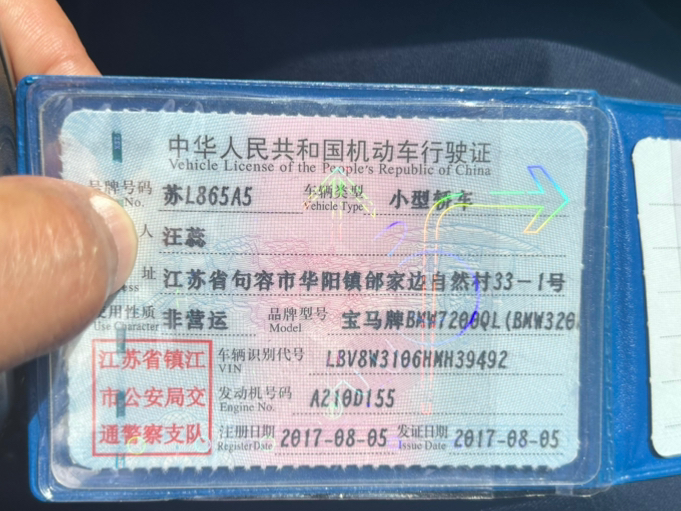 中华人民共和国机动车行驶证
Vehicle License of the People's Republic of China
号牌号码 苏L865A5 车辆类型 小型轿车
No. Vehicle Type
人 汪蕊
址 江苏省句容市华阳镇邰家边自然村33-1号
使用性质 非营运 品牌型号 宝马牌BMW7200QL(BMW320
Use Character Model
江苏省镇江
市公安局交
通警察支队
车辆识别代号 LBV8W3106HMH39492
VIN
发动机号码 A210D155
Engine No.
注册日期 2017-08-05 发证日期 2017-08-05
Register Date Issue Date